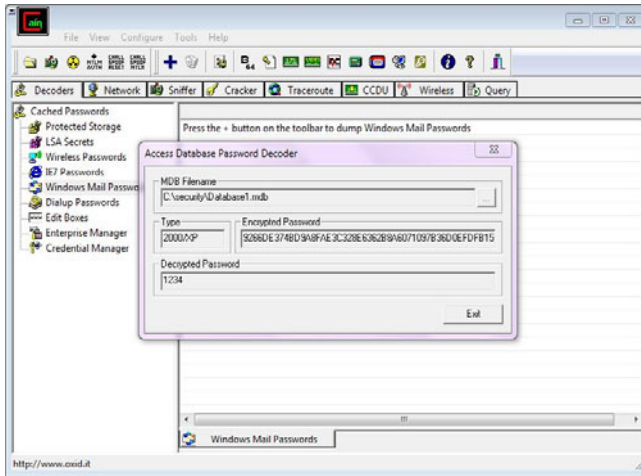 Cain
File View Configure Tools Help
Decoders Network Sniffer Cracker Traceroute CCDU Wireless Query
Cached Passwords
Protected Storage
LSA Secrets
Wireless Passwords
IE7 Passwords
Windows Mail Passwo
Dialup Passwords
Edit Boxes
Enterprise Manager
Credential Manager
Press the + button on the toolbar to dump Windows Mail Passwords
Access Database Password Decoder
MDB Filename
C:\security\Database1.mdb
...
Type
2000/XP
Encrypted Password
9266DE374BD9A8FAE3C328E6362B8A6071097B36D0EFDFB15
Decrypted Password
1234
Exit
Windows Mail Passwords
http://www.oxid.it